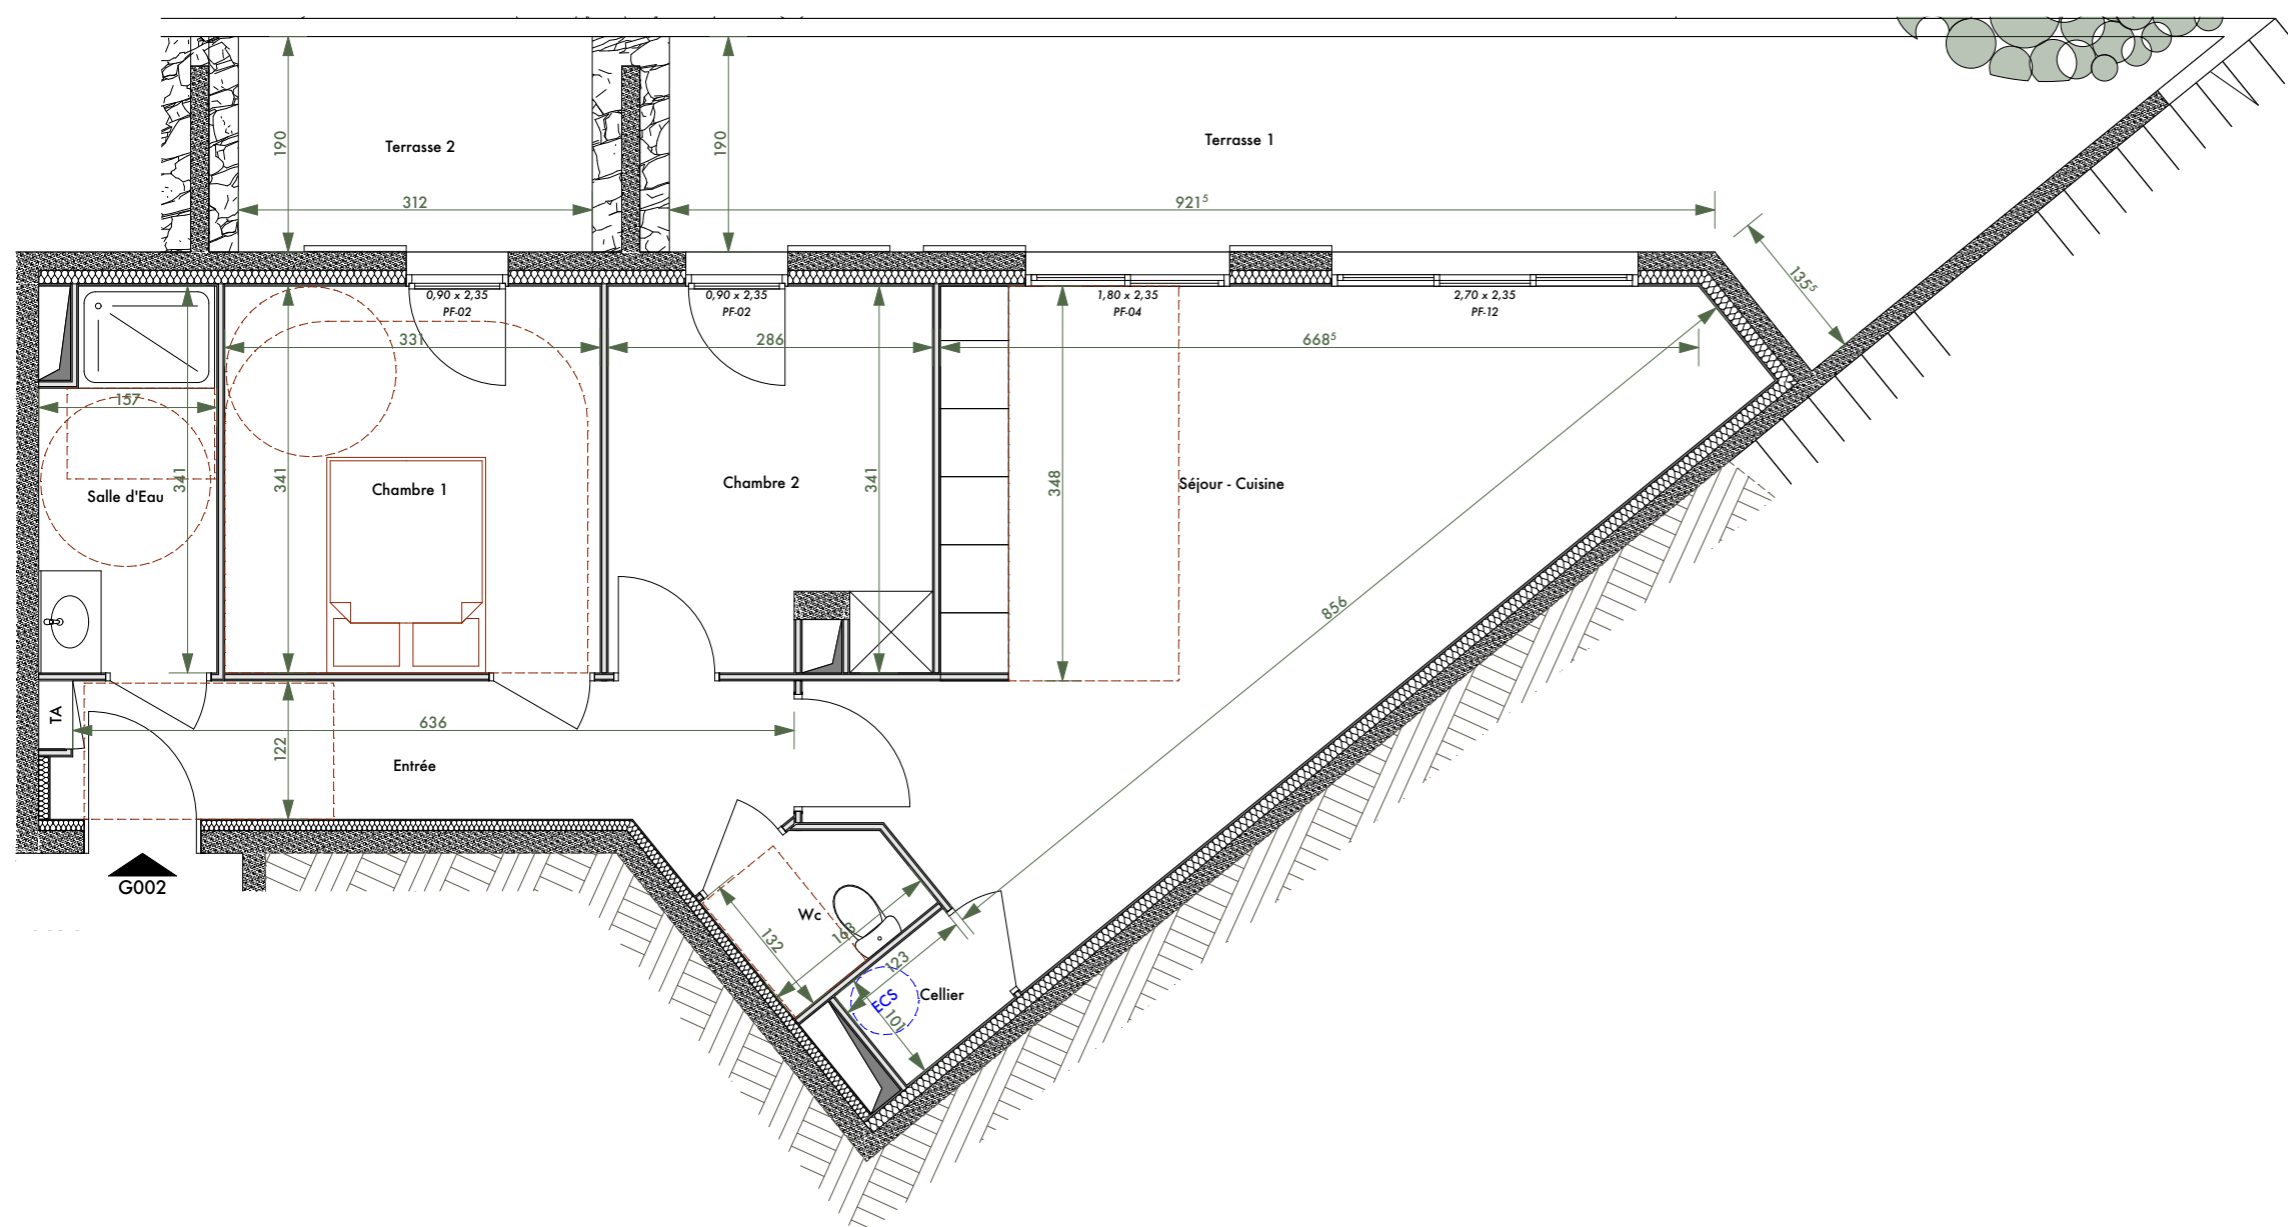 190
Terrasse 2
312
190
Terrasse 1
921⁵
135⁵
0,90 x 2,35
PF-02
0,90 x 2,35
PF-02
1,80 x 2,35
PF-04
2,70 x 2,35
PF-12
331
286
668⁵
157
341
Salle d'Eau
341
Chambre 1
Chambre 2
341
348
Séjour - Cuisine
856
TA
636
122
Entrée
G002
Wc
132
163
123
Cellier
ECS
101